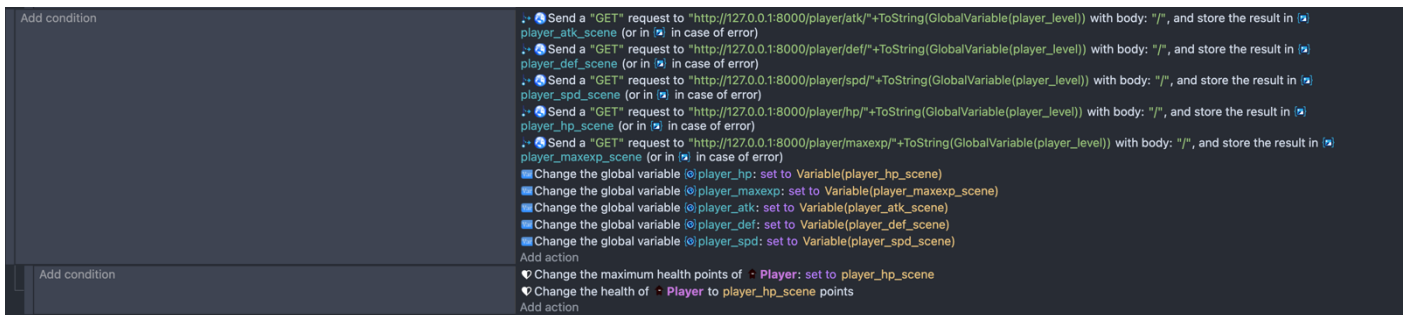 Add condition
Send a "GET" request to "http://127.0.0.1:8000/player/atk/"+ToString(GlobalVariable(player_level)) with body: "/", and store the result in
player_atk_scene (or in in case of error)
Send a "GET" request to "http://127.0.0.1:8000/player/def/"+ToString(GlobalVariable(player_level)) with body: "/", and store the result in
player_def_scene (or in in case of error)
Send a "GET" request to "http://127.0.0.1:8000/player/spd/"+ToString(GlobalVariable(player_level)) with body: "/", and store the result in
player_spd_scene (or in in case of error)
Send a "GET" request to "http://127.0.0.1:8000/player/hp/"+ToString(GlobalVariable(player_level)) with body: "/", and store the result in
player_hp_scene (or in in case of error)
Send a "GET" request to "http://127.0.0.1:8000/player/maxexp/"+ToString(GlobalVariable(player_level)) with body: "/", and store the result in
player_maxexp_scene (or in in case of error)
Change the global variable player_hp: set to Variable(player_hp_scene)
Change the global variable player_maxexp: set to Variable(player_maxexp_scene)
Change the global variable player_atk: set to Variable(player_atk_scene)
Change the global variable player_def: set to Variable(player_def_scene)
Change the global variable player_spd: set to Variable(player_spd_scene)
Add action
Add condition
Change the maximum health points of Player: set to player_hp_scene
Change the health of Player to player_hp_scene points
Add action